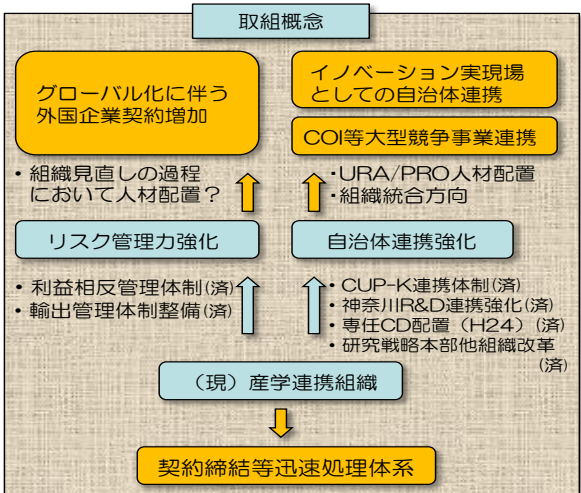 取組概念
グローバル化に伴う
外国企業契約増加
イノベーション実現場
としての自治体連携
COI等大型競争事業連携
・組織見直しの過程
において人材配置？
・URA/PRO人材配置
・組織統合方向
リスク管理力強化
自治体連携強化
・利益相反管理体制(済)
・輸出管理体制整備(済)
・CUP-K連携体制(済)
・神奈川R&D連携強化(済)
・専任CD配置（H24）(済)
・研究戦略本部他組織改革
(済)
（現）産学連携組織
契約締結等迅速処理体系